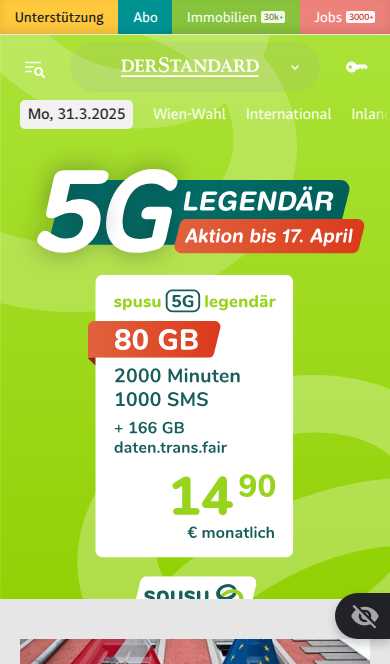 Unterstützung Abo Immobilien 30k+ Jobs 3000+
DERSTANDARD
Mo, 31.3.2025 Wien-Wahl International
5G LEGENDÄR
Aktion bis 17. April
spusu 5G legendär
80 GB
2000 Minuten
1000 SMS
+ 166 GB
daten.trans.fair
14 90
€ monatlich
spusu